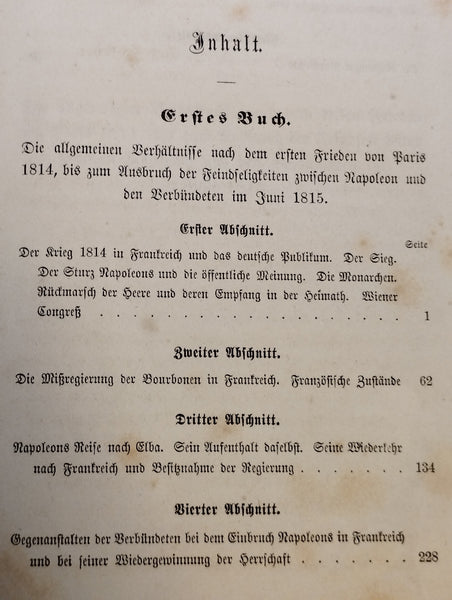 Inhalt.
Erstes Buch.
Die allgemeinen Verhältnisse nach dem ersten Frieden von Paris
1814, bis zum Ausbruch der Feindseligkeiten zwischen Napoleon und
den Verbündeten im Juni 1815.
Erster Abschnitt.
Seite
Der Krieg 1814 in Frankreich und das deutsche Publikum. Der Sieg.
Der Sturz Napoleons und die öffentliche Meinung. Die Monarchen.
Rückmarsch der Heere und deren Empfang in der Heimath. Wiener
Congreß . . . . . . . . . . . . . . . . 1
Zweiter Abschnitt.
Die Mißregierung der Bourbonen in Frankreich. Französische Zustände 62
Dritter Abschnitt.
Napoleons Reise nach Elba. Sein Aufenthalt daselbst. Seine Wiederkehr
nach Frankreich und Besitznahme der Regierung . . . . . . . 134
Vierter Abschnitt.
Gegenanstalten der Verbündeten bei dem Einbruch Napoleons in Frankreich
und bei seiner Wiedergewinnung der Herrschaft . . . . . . . 228